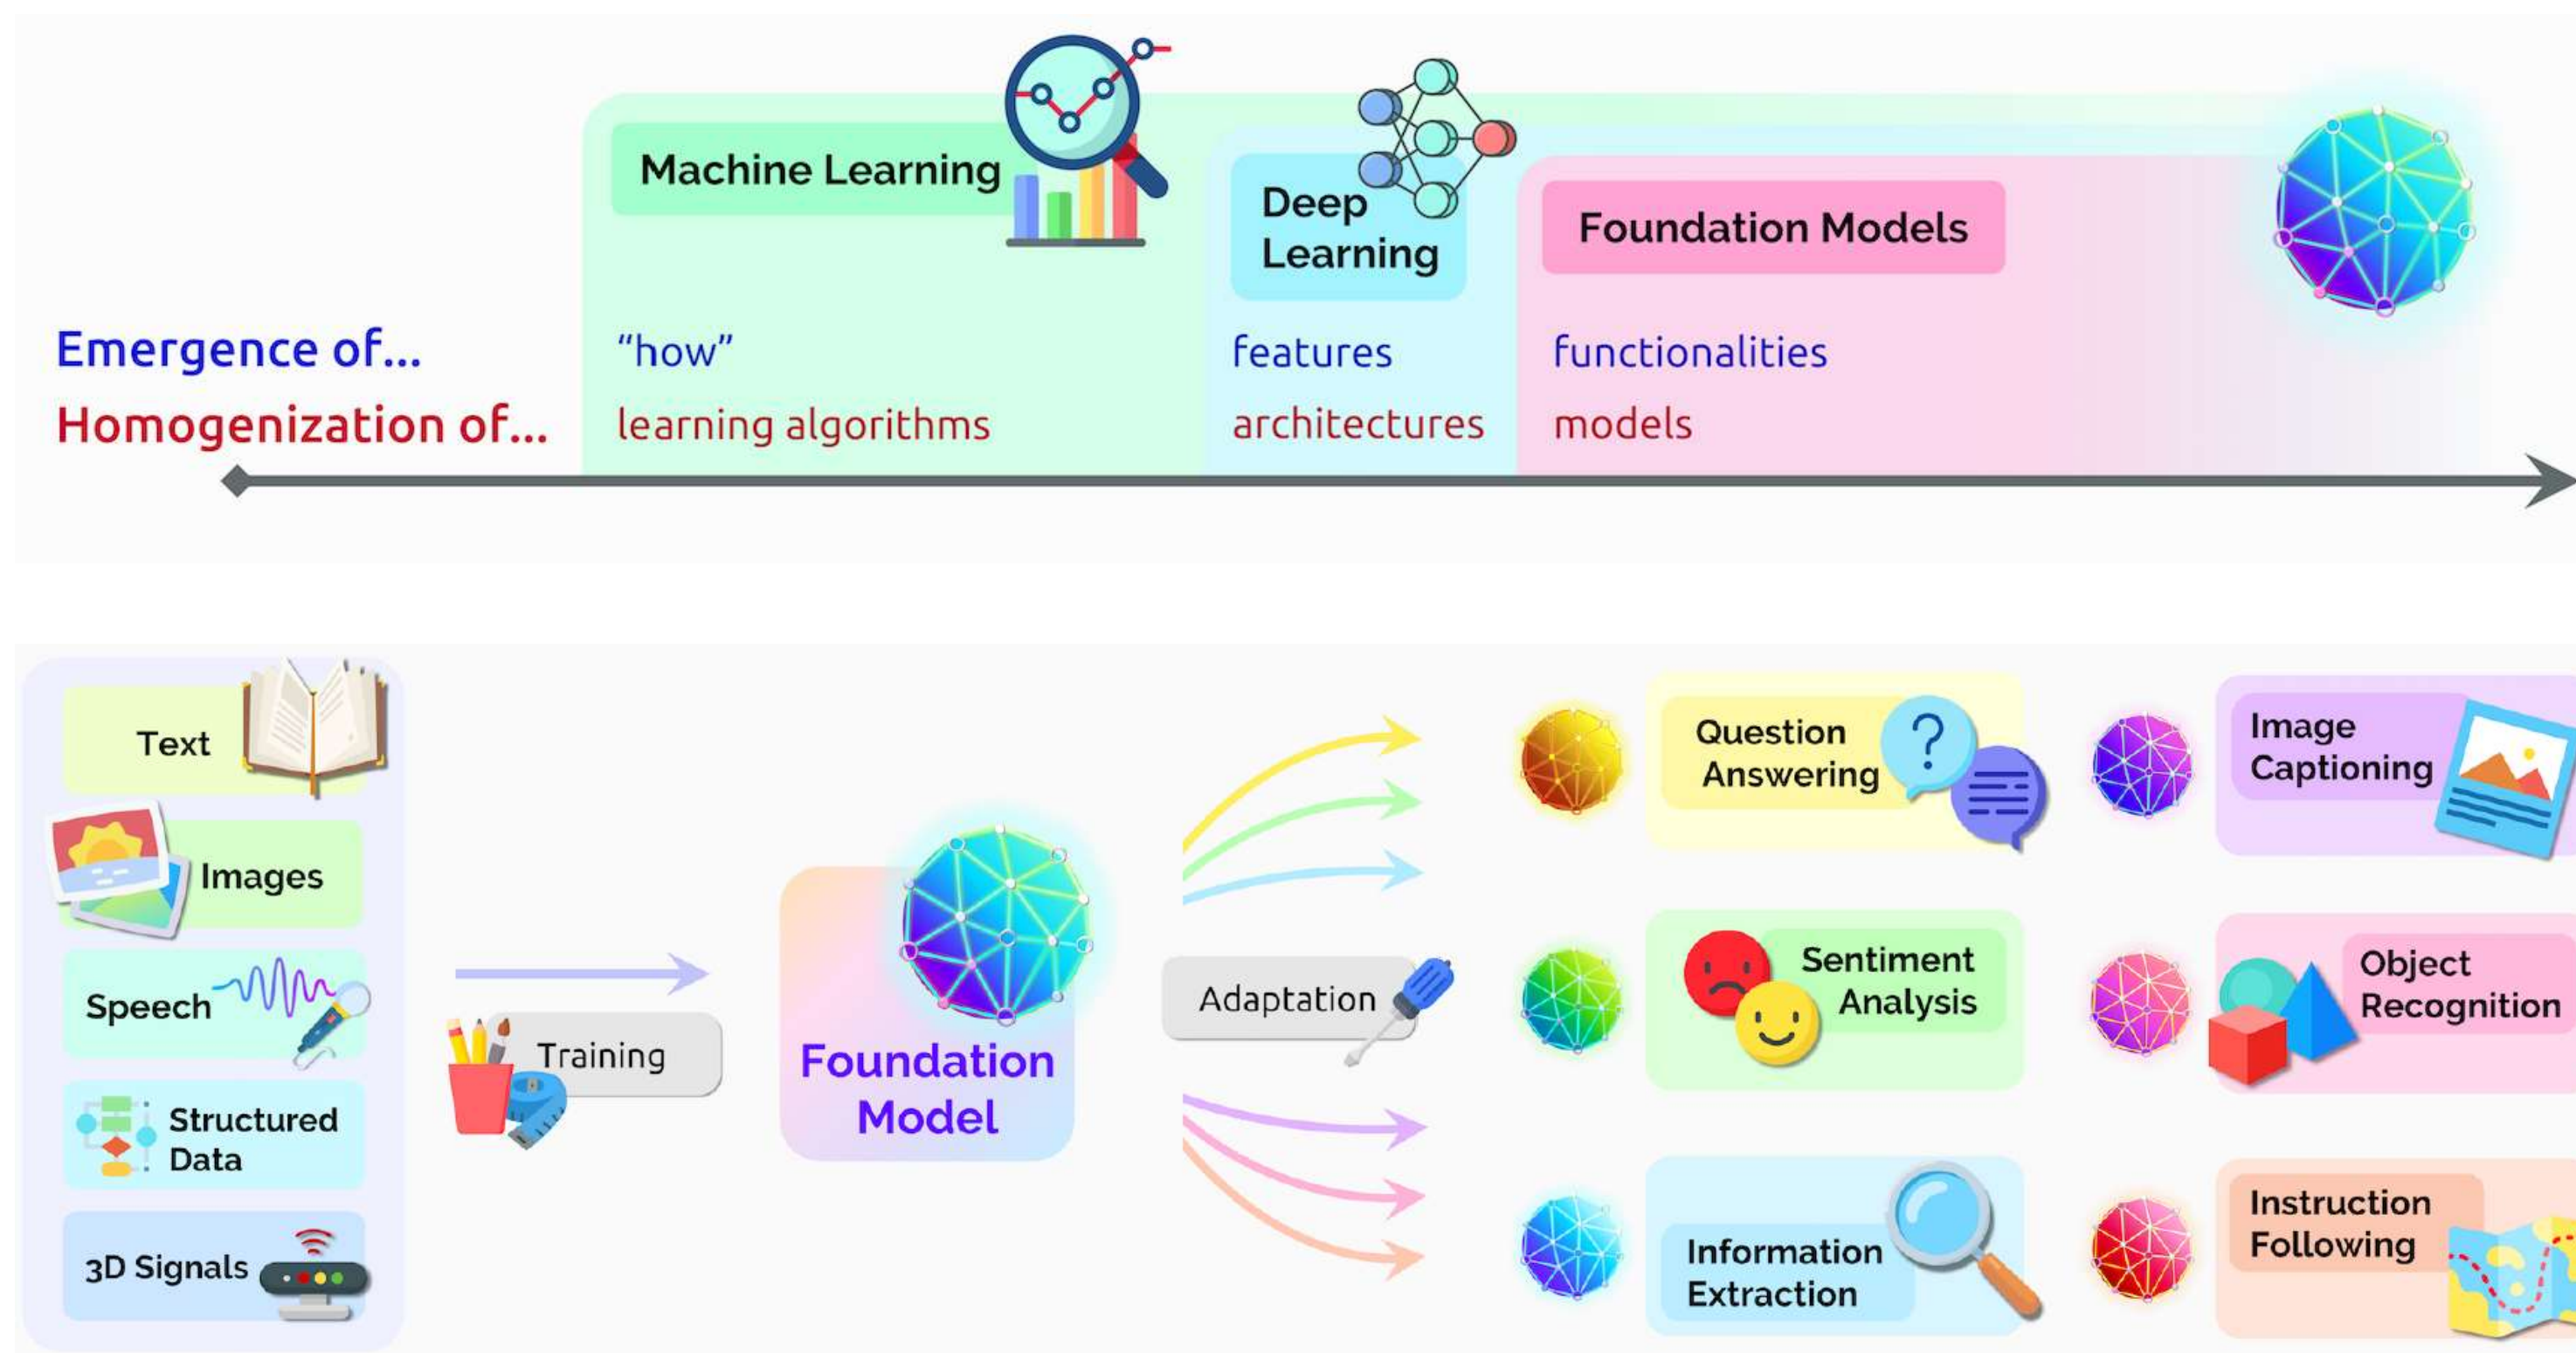 Machine Learning
Deep
Learning
Foundation Models
Emergence of...
"how"
features
functionalities
Homogenization of...
learning algorithms
architectures
models
Text
Images
Speech
Structured
Data
3D Signals
Training
Foundation
Model
Adaptation
Question
Answering
Image
Captioning
Sentiment
Analysis
Object
Recognition
Information
Extraction
Instruction
Following